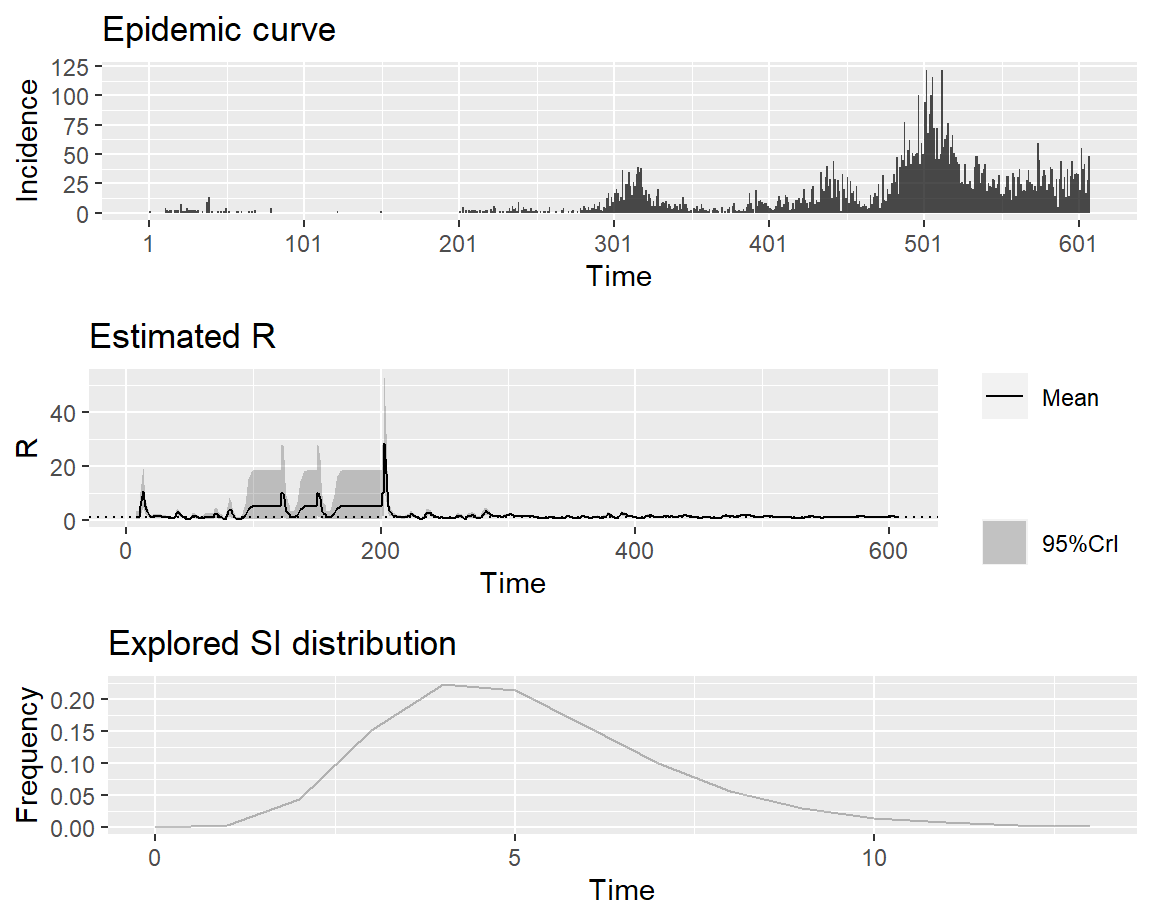 Epidemic curve
125
100
75
50
25
0
Incidence
1 101 201 301 401 501 601
Time
Estimated R
40
20
0
R
0 200 400 600
Time
Mean
95%CrI
Explored SI distribution
0.20
0.15
0.10
0.05
0.00
Frequency
0 5 10
Time